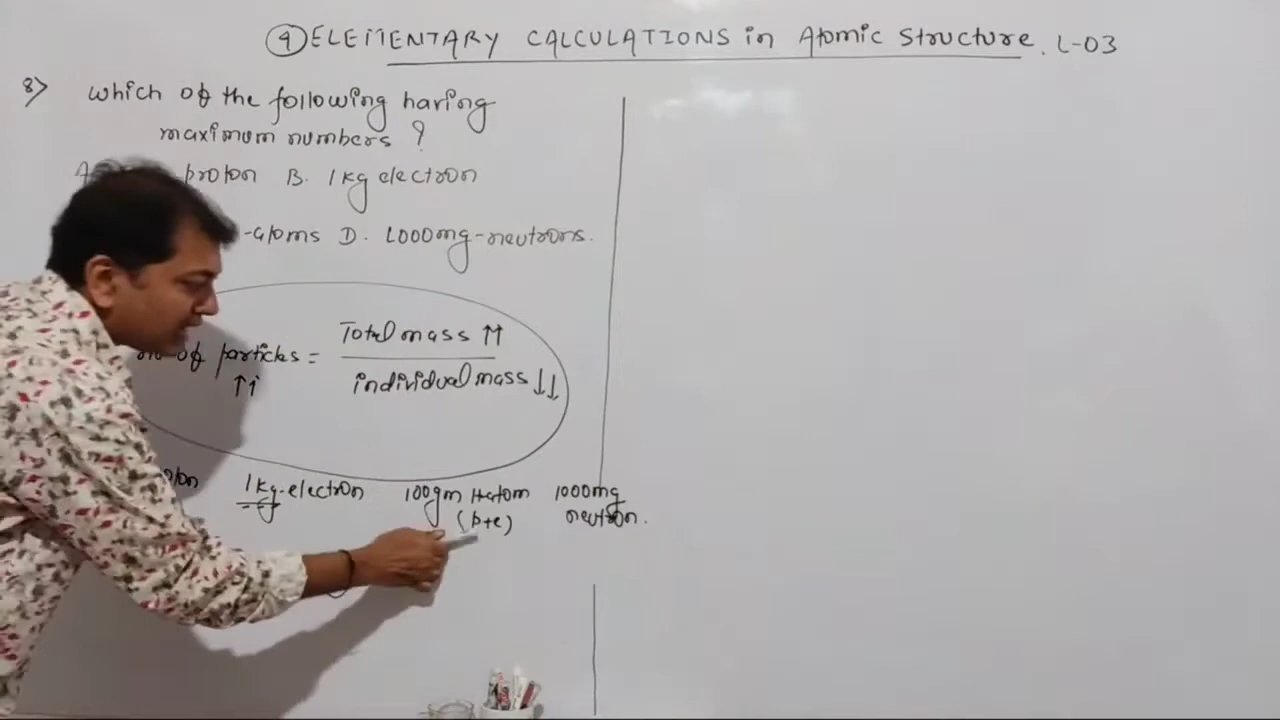 9 ELEMENTARY CALCULATIONS in Atomic Structure. L-03
8> Which of the following having
maximum numbers ?
proton B. 1kg electron
-atoms D. 1000mg-neutrons.
of particles = Total mass ↑↑
↑↑ individual mass ↓↓
1kg-electron 100gm H-atom 1000mg
(p+e) neutron.